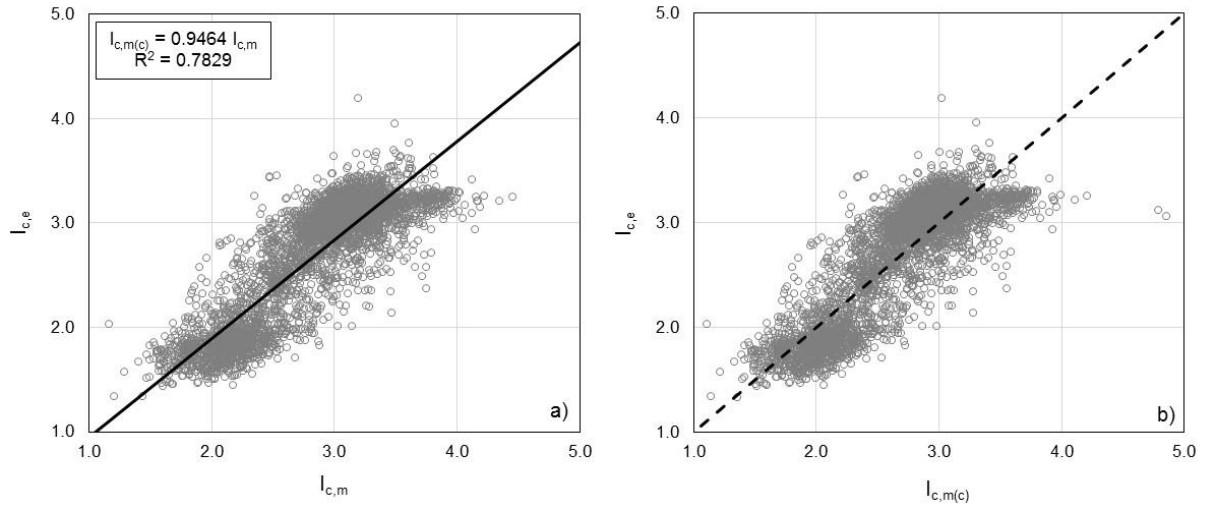 I_c,m(c) = 0.9464 I_c,m
R² = 0.7829
5.0
4.0
3.0
2.0
1.0
I_c,e
1.0 2.0 3.0 4.0 5.0
I_c,m
a)
5.0
4.0
3.0
2.0
1.0
I_c,e
1.0 2.0 3.0 4.0 5.0
I_c,m(c)
b)